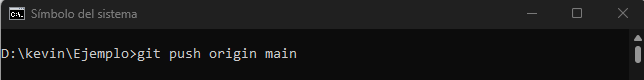 Símbolo del sistema
D:\kevin\Ejemplo>git push origin main